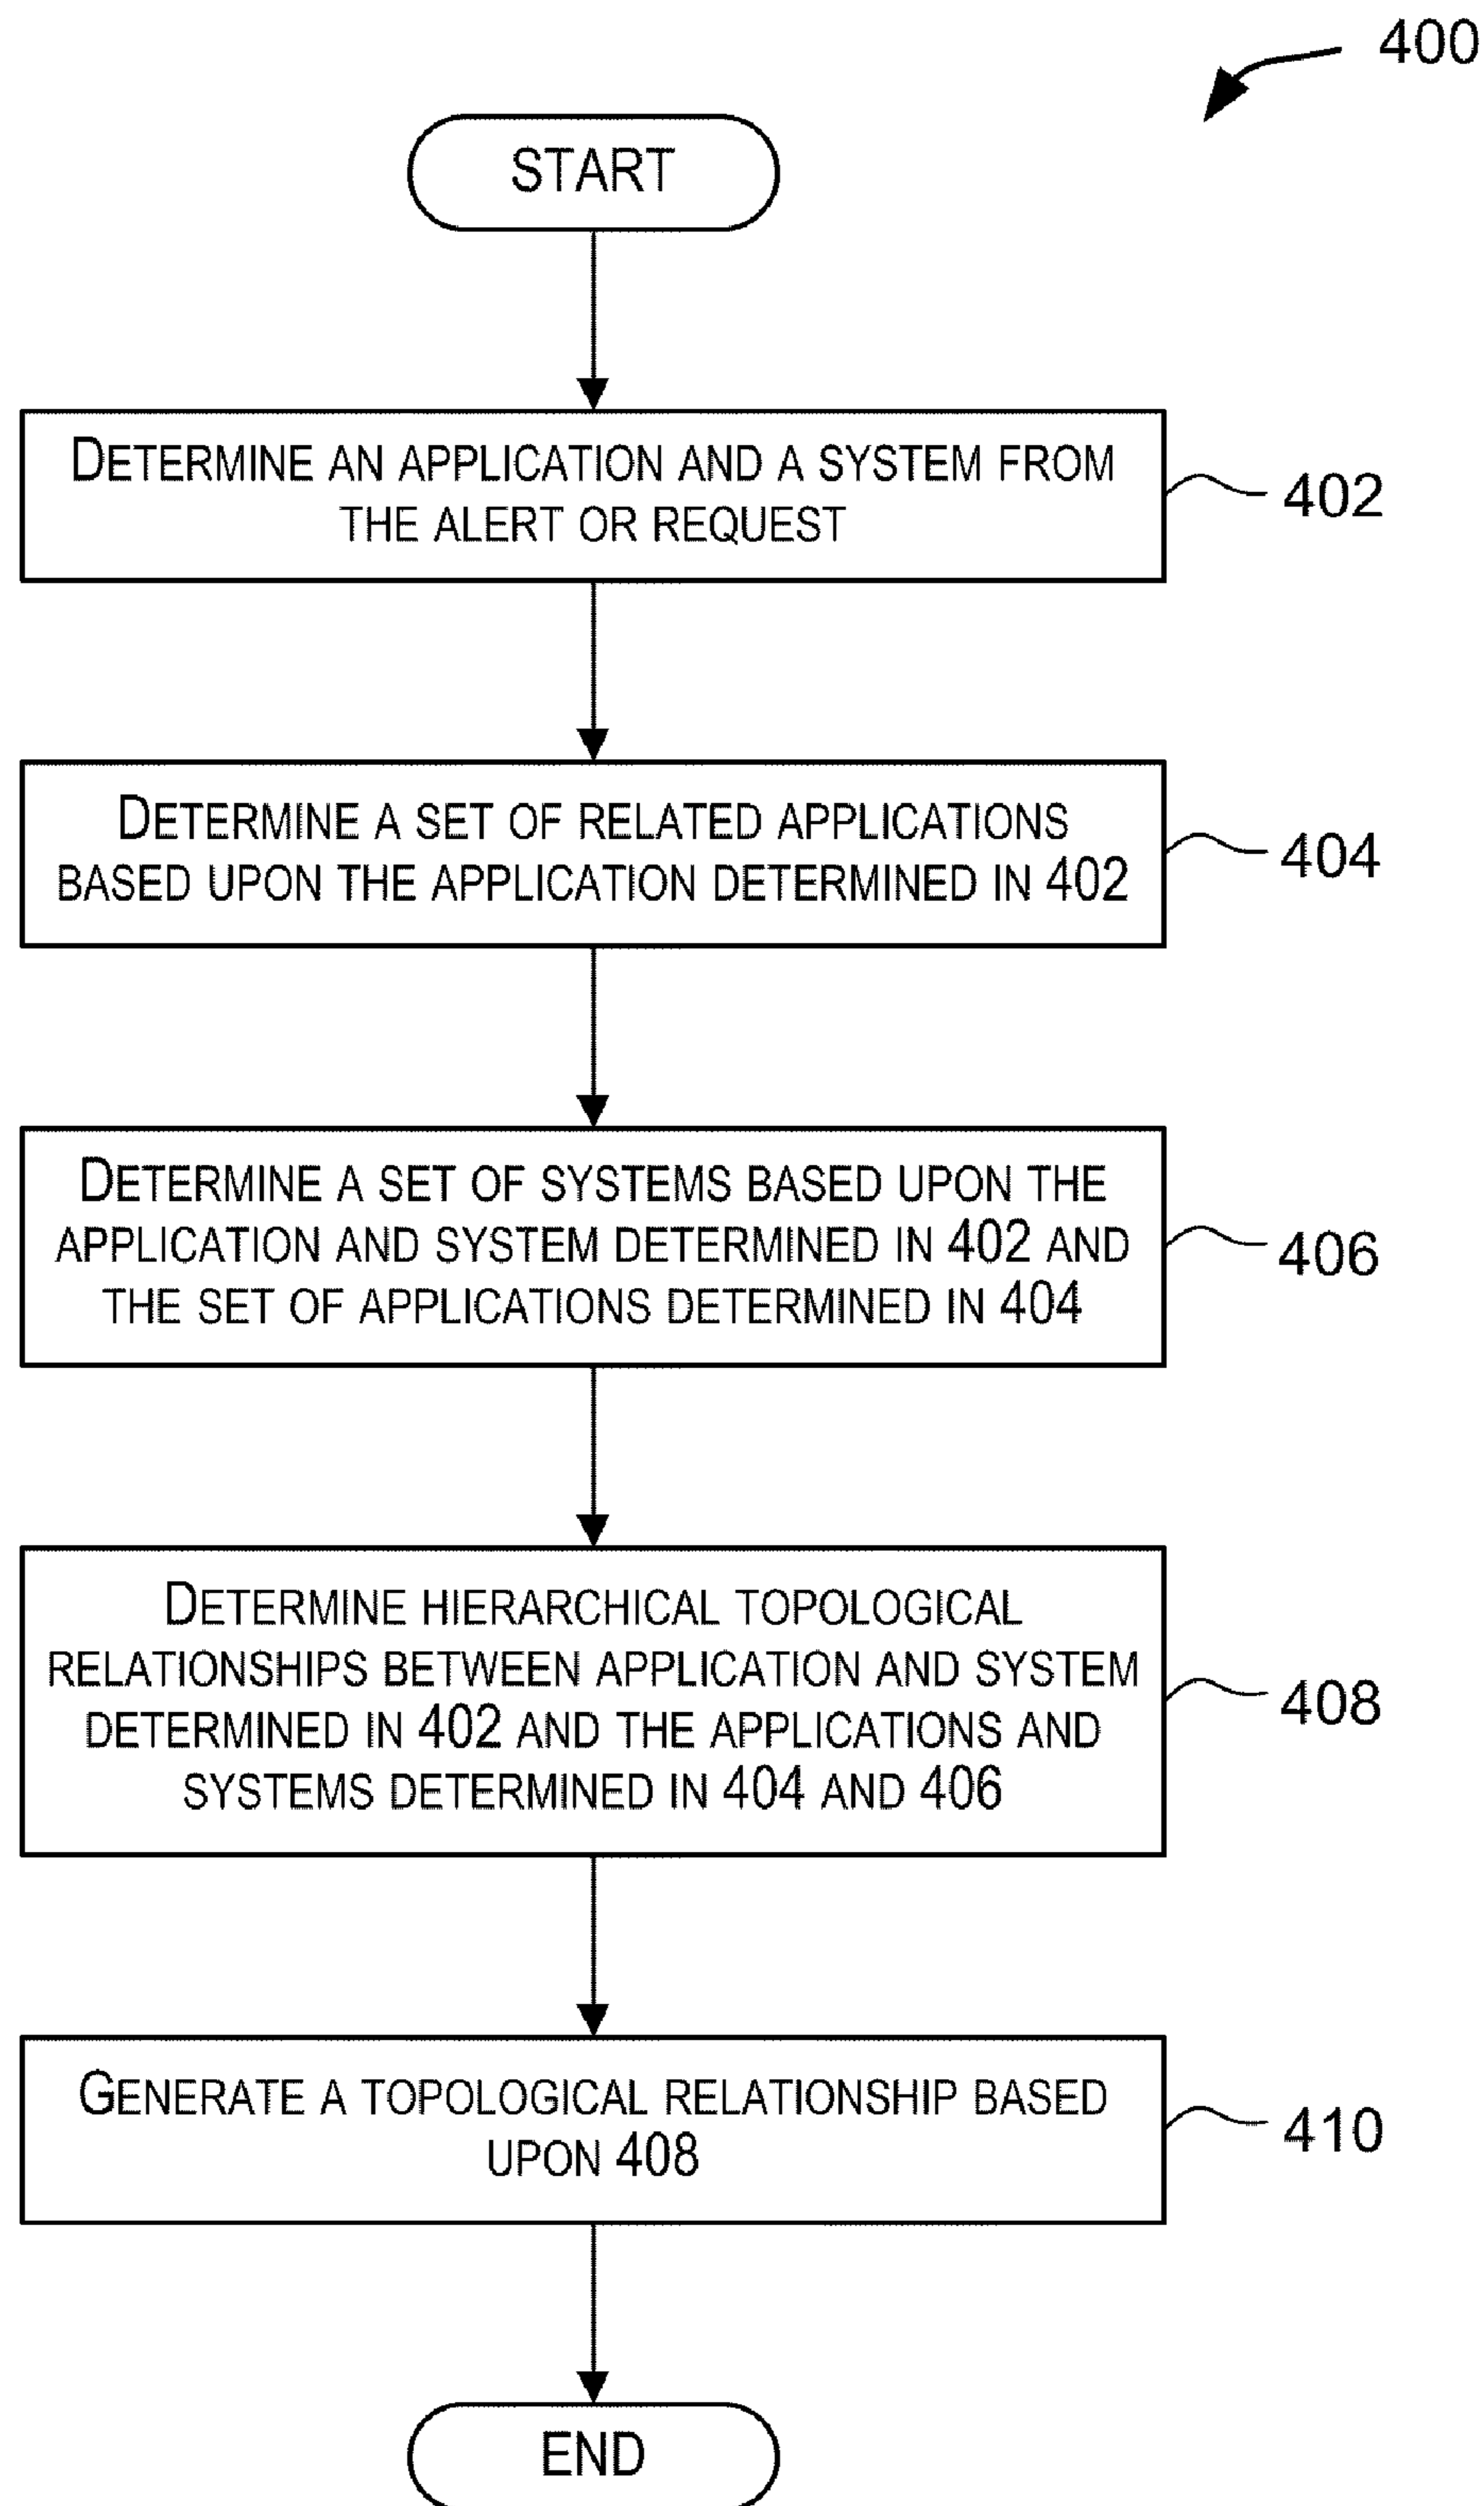 400
START
DETERMINE AN APPLICATION AND A SYSTEM FROM
THE ALERT OR REQUEST
402
DETERMINE A SET OF RELATED APPLICATIONS
BASED UPON THE APPLICATION DETERMINED IN 402
404
DETERMINE A SET OF SYSTEMS BASED UPON THE
APPLICATION AND SYSTEM DETERMINED IN 402 AND
THE SET OF APPLICATIONS DETERMINED IN 404
406
DETERMINE HIERARCHICAL TOPOLOGICAL
RELATIONSHIPS BETWEEN APPLICATION AND SYSTEM
DETERMINED IN 402 AND THE APPLICATIONS AND
SYSTEMS DETERMINED IN 404 AND 406
408
GENERATE A TOPOLOGICAL RELATIONSHIP BASED
UPON 408
410
END